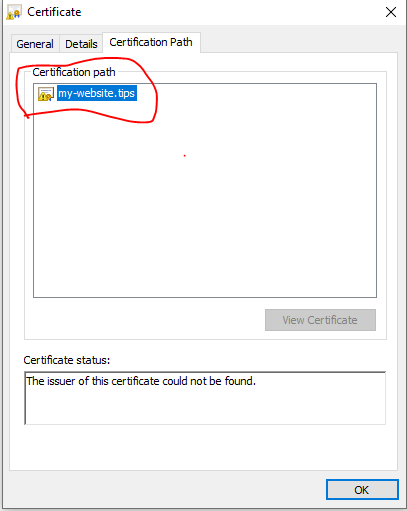 Certificate
General Details Certification Path
Certification path
my-website.tips
View Certificate
Certificate status:
The issuer of this certificate could not be found.
OK